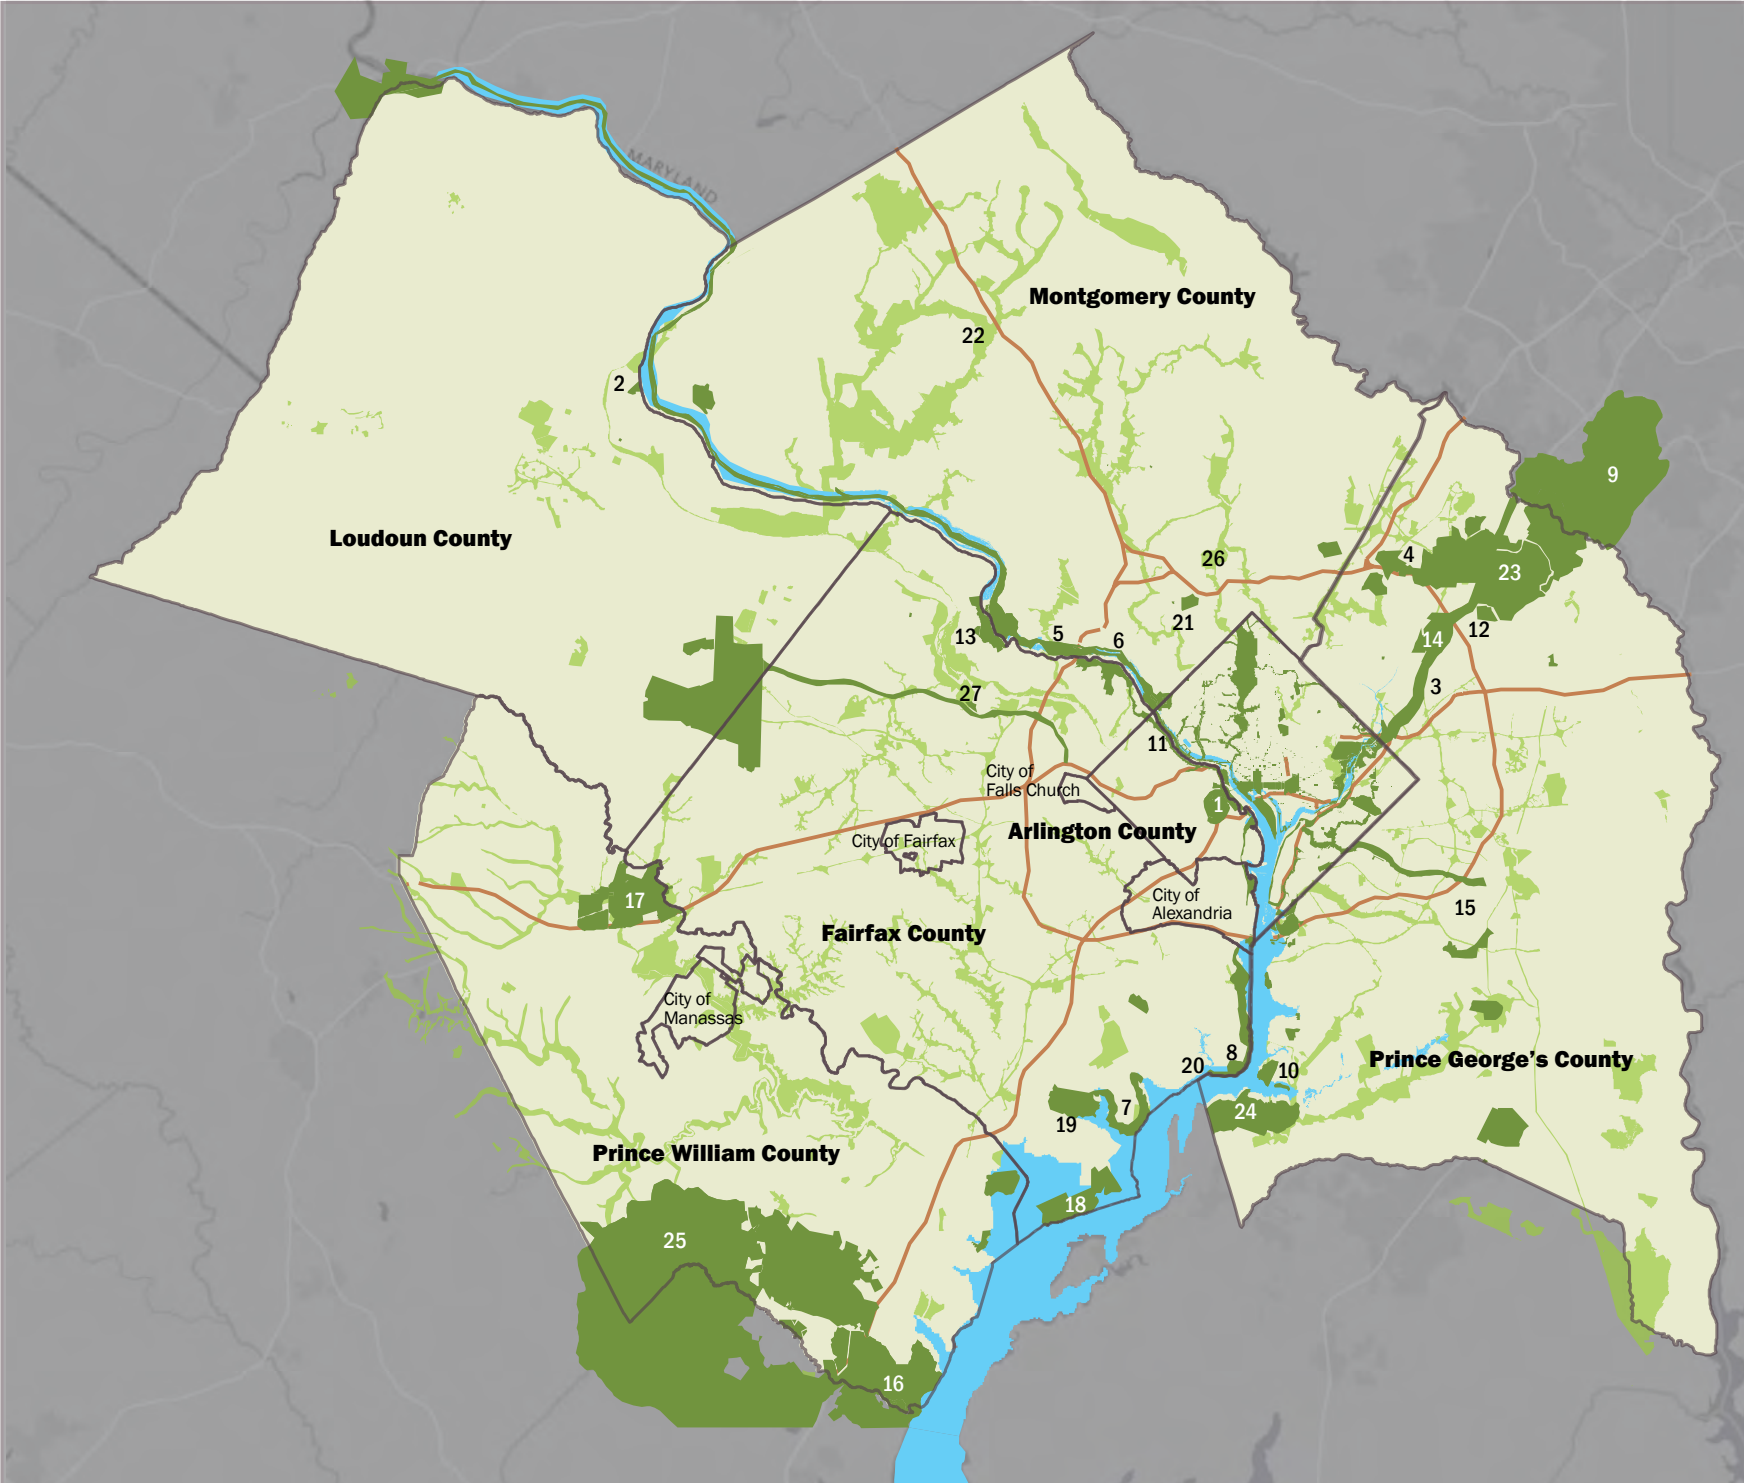 MARYLAND
Montgomery County
22
2
9
Loudoun County
26
4
23
21
13
5
6
14
12
3
27
11
City of
Falls Church
1
Arlington County
City of Fairfax
17
City of
Alexandria
15
Fairfax County
City of
Manassas
20
8
10
Prince George's County
7
24
19
Prince William County
18
25
16